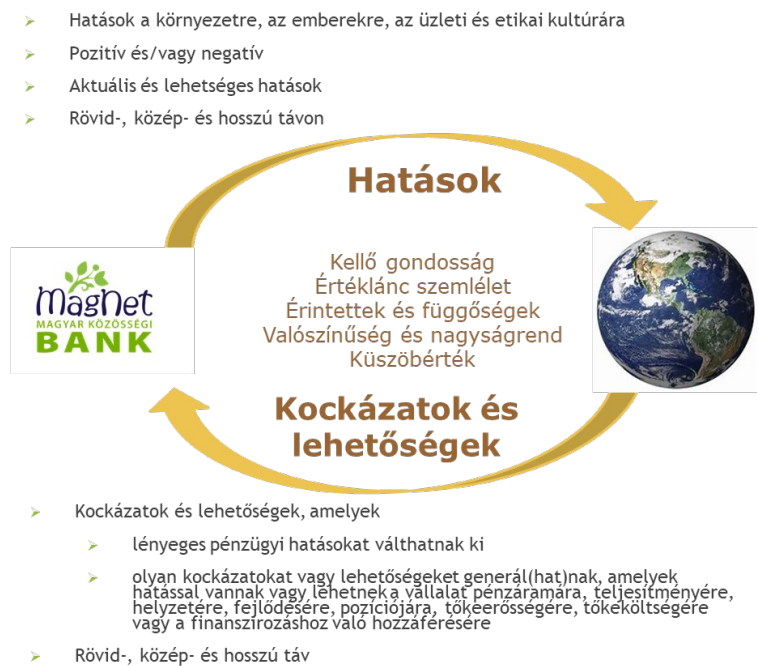 Hatások a környezetre, az emberekre, az üzleti és etikai kultúrára
Pozitív és/vagy negatív
Aktuális és lehetséges hatások
Rövid-, közép- és hosszú távon
Hatások
Kellő gondosság
Értéklánc szemlélet
Érintettek és függőségek
Valószínűség és nagyságrend
Küszöbérték
MagNet
MAGYAR KÖZÖSSÉGI
BANK
Kockázatok és
lehetőségek
Kockázatok és lehetőségek, amelyek
lényeges pénzügyi hatásokat válthatnak ki
olyan kockázatokat vagy lehetőségeket generál(hat)nak, amelyek
hatással vannak vagy lehetnek a vállalat pénzáramára, teljesítményére,
helyzetére, fejlődésére, pozíciójára, tőkeerősségére, tőkeköltségére
vagy a finanszírozáshoz való hozzáférésére
Rövid-, közép- és hosszú táv